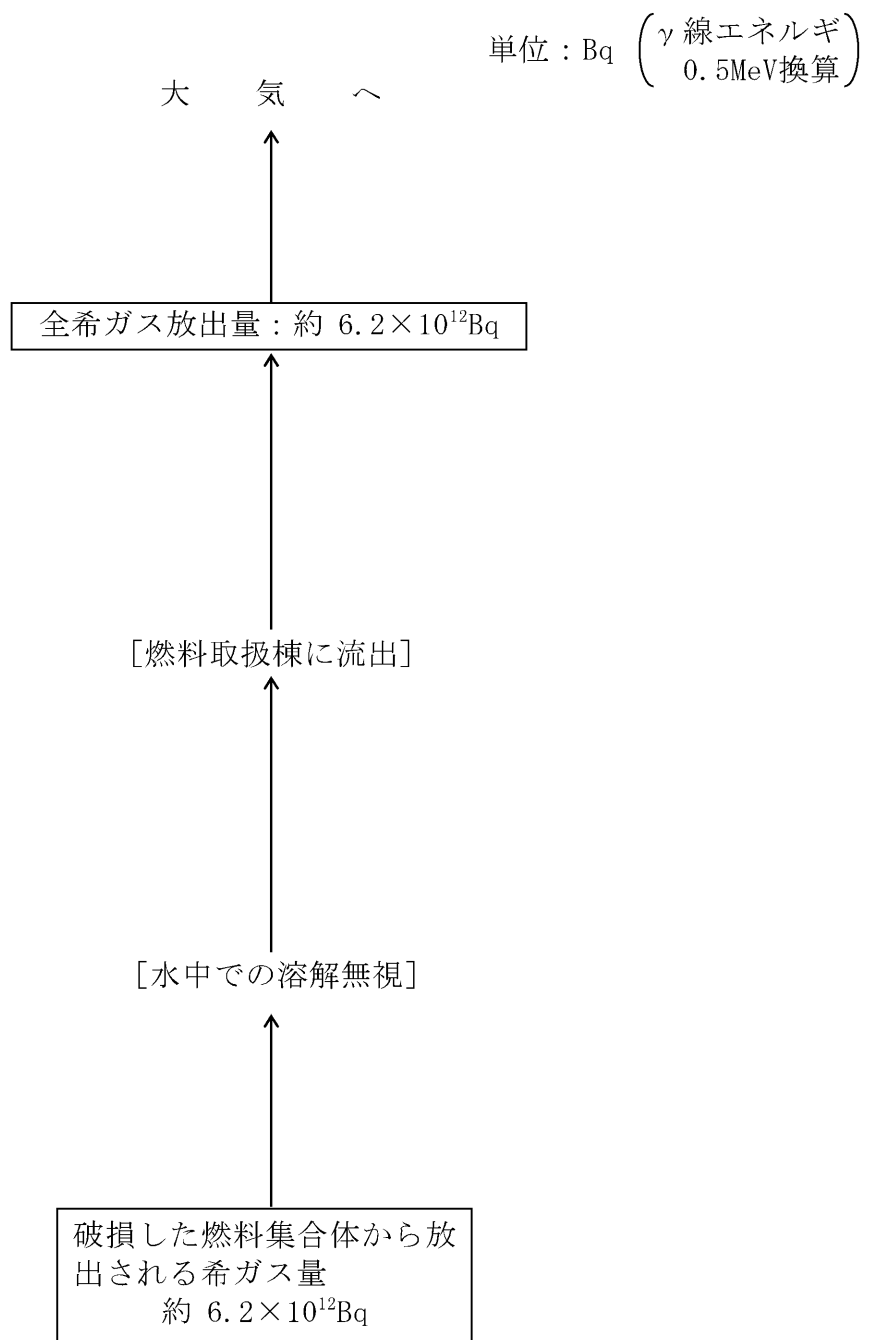 単位：Bq (γ線エネルギ
0.5MeV換算)
大　気　へ
全希ガス放出量：約 6.2×10¹²Bq
[燃料取扱棟に流出]
[水中での溶解無視]
破損した燃料集合体から放
出される希ガス量
約 6.2×10¹²Bq